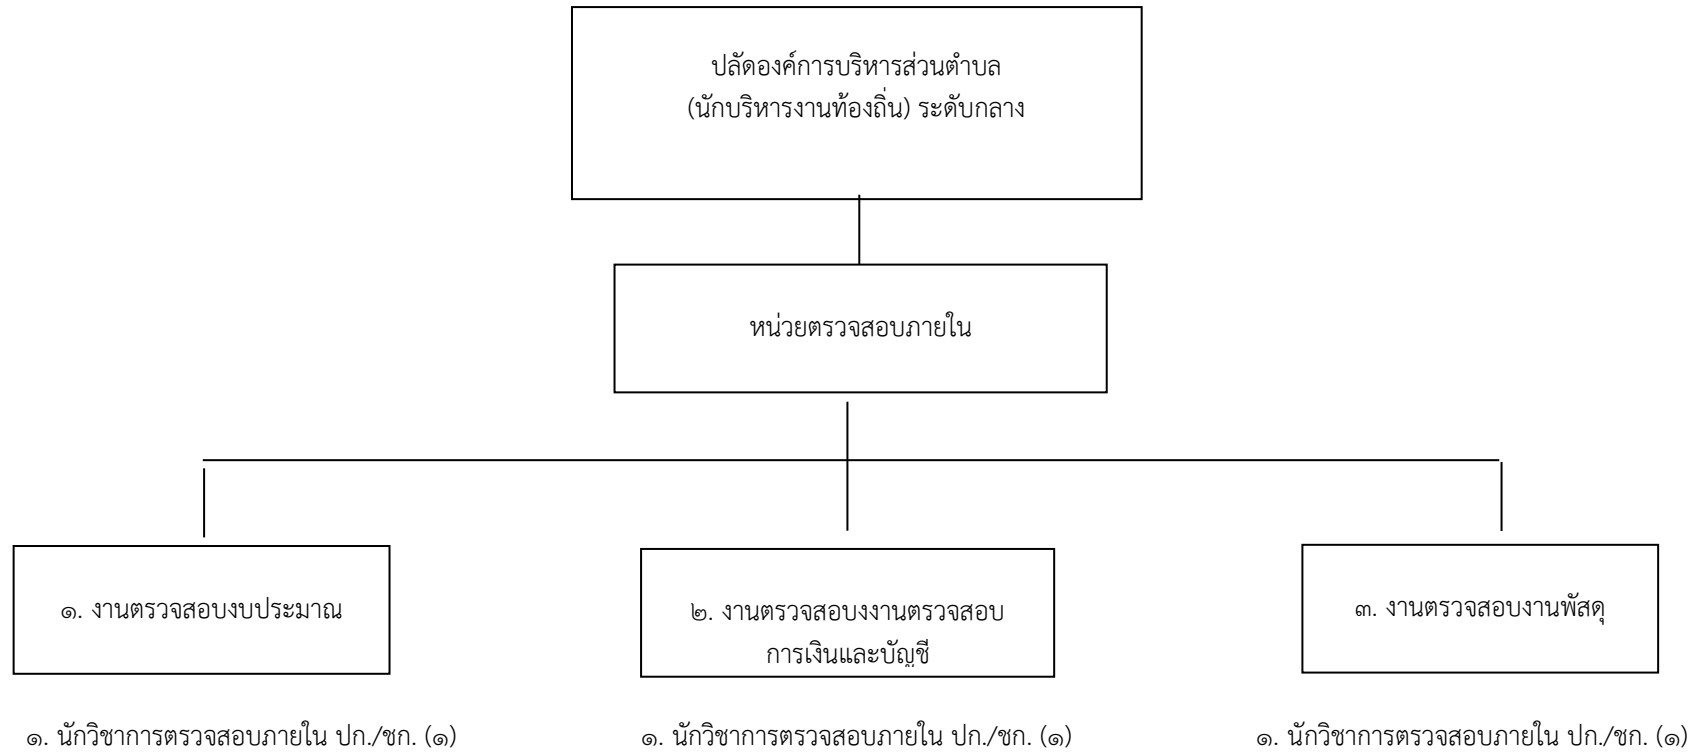 ปลัดองค์การบริหารส่วนตำบล
(นักบริหารงานท้องถิ่น) ระดับกลาง
หน่วยตรวจสอบภายใน
๑. งานตรวจสอบงบประมาณ
๒. งานตรวจสอบงงานตรวจสอบ
การเงินและบัญชี
๓. งานตรวจสอบงานพัสดุ
๑. นักวิชาการตรวจสอบภายใน ปก./ชก. (๑)
๑. นักวิชาการตรวจสอบภายใน ปก./ชก. (๑)
๑. นักวิชาการตรวจสอบภายใน ปก./ชก. (๑)